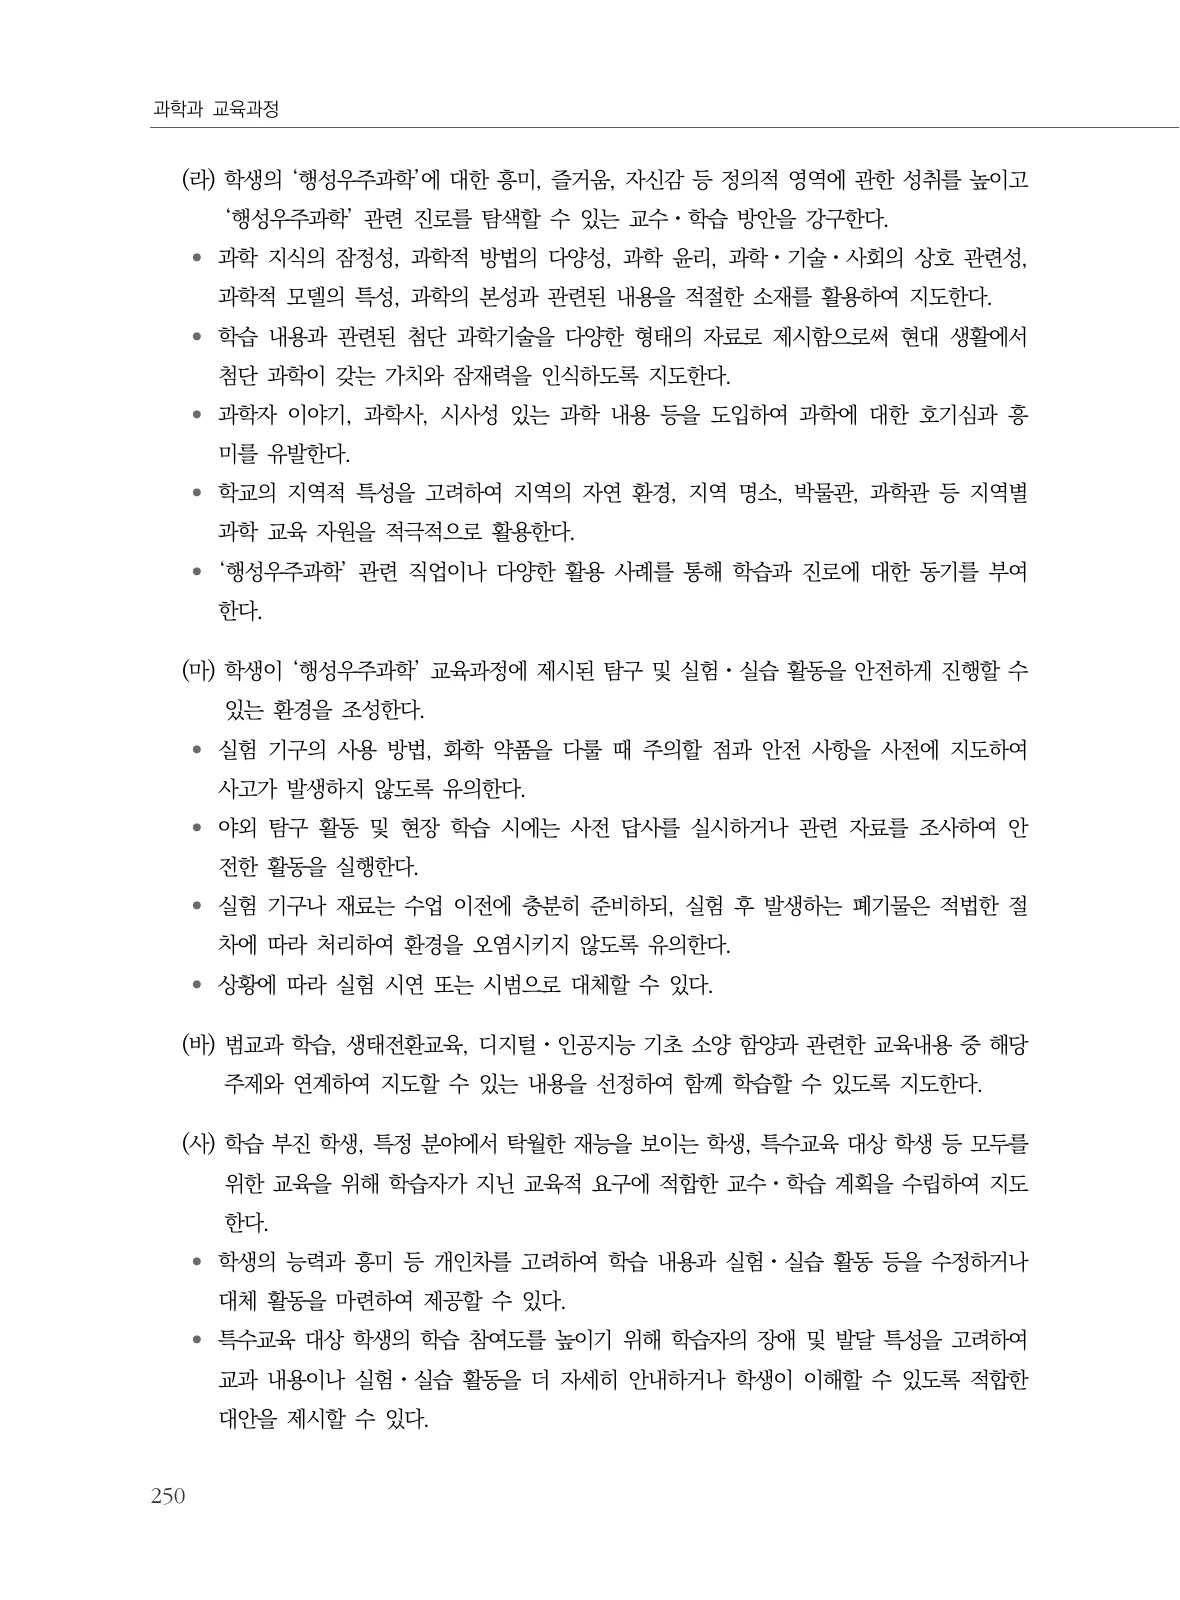 과학과 교육과정
(라) 학생의 ‘행성우주과학’에 대한 흥미, 즐거움, 자신감 등 정의적 영역에 관한 성취를 높이고
‘행성우주과학’ 관련 진로를 탐색할 수 있는 교수・학습 방안을 강구한다.
• 과학 지식의 잠정성, 과학적 방법의 다양성, 과학 윤리, 과학・기술・사회의 상호 관련성,
과학적 모델의 특성, 과학의 본성과 관련된 내용을 적절한 소재를 활용하여 지도한다.
• 학습 내용과 관련된 첨단 과학기술을 다양한 형태의 자료로 제시함으로써 현대 생활에서
첨단 과학이 갖는 가치와 잠재력을 인식하도록 지도한다.
• 과학자 이야기, 과학사, 시사성 있는 과학 내용 등을 도입하여 과학에 대한 호기심과 흥
미를 유발한다.
• 학교의 지역적 특성을 고려하여 지역의 자연 환경, 지역 명소, 박물관, 과학관 등 지역별
과학 교육 자원을 적극적으로 활용한다.
• ‘행성우주과학’ 관련 직업이나 다양한 활용 사례를 통해 학습과 진로에 대한 동기를 부여
한다.
(마) 학생이 ‘행성우주과학’ 교육과정에 제시된 탐구 및 실험・실습 활동을 안전하게 진행할 수
있는 환경을 조성한다.
• 실험 기구의 사용 방법, 화학 약품을 다룰 때 주의할 점과 안전 사항을 사전에 지도하여
사고가 발생하지 않도록 유의한다.
• 야외 탐구 활동 및 현장 학습 시에는 사전 답사를 실시하거나 관련 자료를 조사하여 안
전한 활동을 실행한다.
• 실험 기구나 재료는 수업 이전에 충분히 준비하되, 실험 후 발생하는 폐기물은 적법한 절
차에 따라 처리하여 환경을 오염시키지 않도록 유의한다.
• 상황에 따라 실험 시연 또는 시범으로 대체할 수 있다.
(바) 범교과 학습, 생태전환교육, 디지털・인공지능 기초 소양 함양과 관련한 교육내용 중 해당
주제와 연계하여 지도할 수 있는 내용을 선정하여 함께 학습할 수 있도록 지도한다.
(사) 학습 부진 학생, 특정 분야에서 탁월한 재능을 보이는 학생, 특수교육 대상 학생 등 모두를
위한 교육을 위해 학습자가 지닌 교육적 요구에 적합한 교수・학습 계획을 수립하여 지도
한다.
• 학생의 능력과 흥미 등 개인차를 고려하여 학습 내용과 실험・실습 활동 등을 수정하거나
대체 활동을 마련하여 제공할 수 있다.
• 특수교육 대상 학생의 학습 참여도를 높이기 위해 학습자의 장애 및 발달 특성을 고려하여
교과 내용이나 실험・실습 활동을 더 자세히 안내하거나 학생이 이해할 수 있도록 적합한
대안을 제시할 수 있다.
250